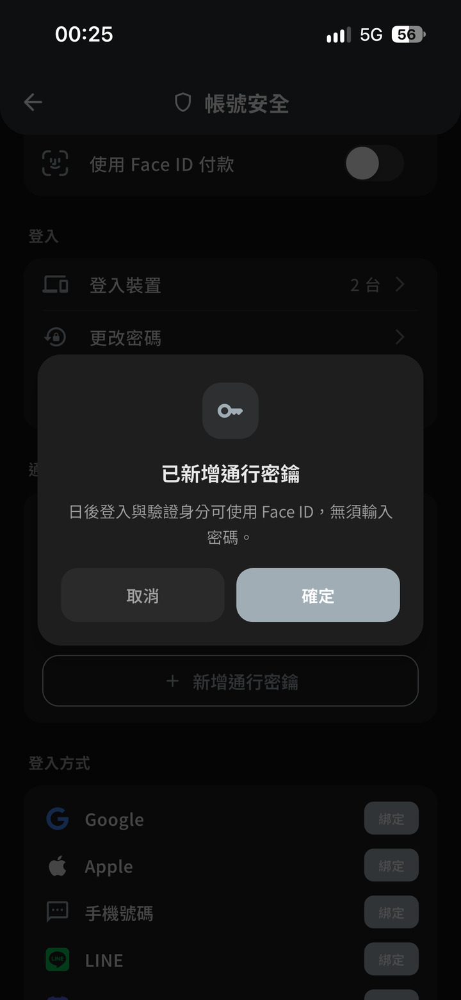 00:25
5G
56
帳號安全
使用 Face ID 付款
登入
登入裝置
2 台
更改密碼
通
已新增通行密鑰
日後登入與驗證身分可使用 Face ID，無須輸入
密碼。
取消
確定
+ 新增通行密鑰
登入方式
Google
綁定
Apple
綁定
手機號碼
綁定
LINE
LINE
綁定